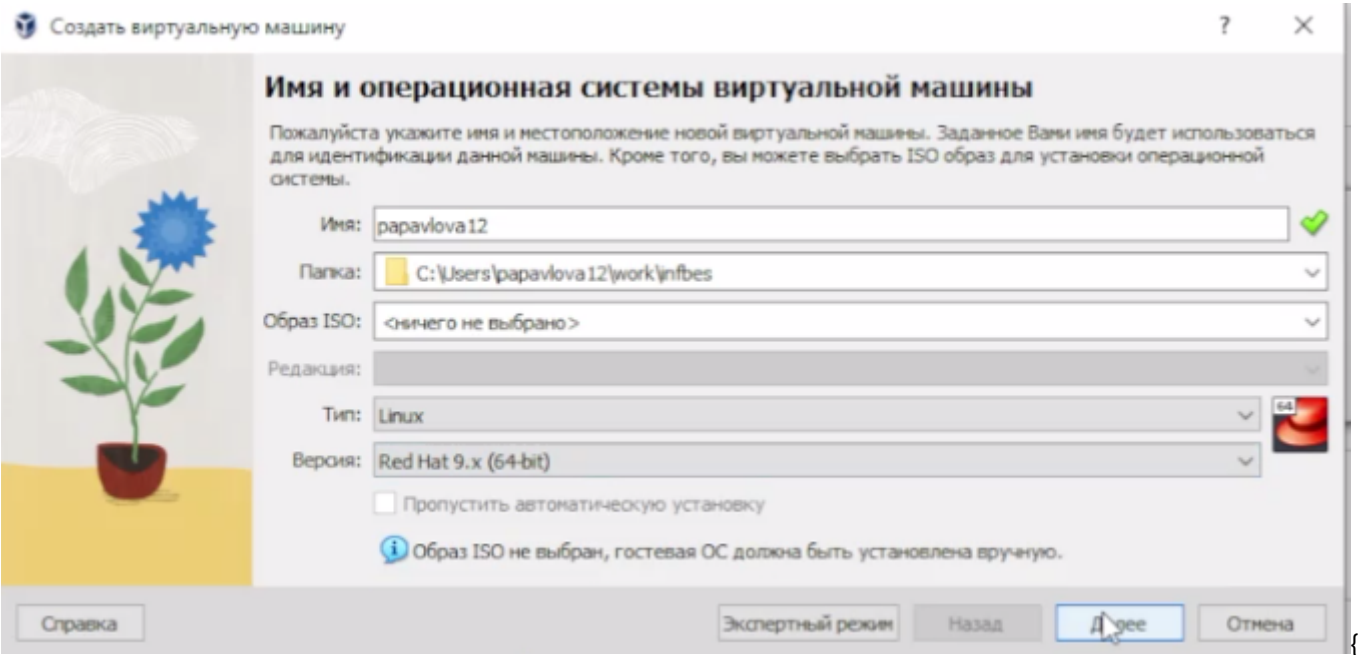 Создать виртуальную машину
?
Имя и операционная системы виртуальной машины
Пожалуйста укажите имя и местоположение новой виртуальной машины. Заданное Вами имя будет использоваться
для идентификации данной машины. Кроме того, вы можете выбрать ISO образ для установки операционной
системы.
Имя: papavlova12
Папка: C:\Users\papavlova12\work\infbes
Образ ISO: <ничего не выбрано>
Редакция:
Тип: Linux
64
Версия: Red Hat 9.x (64-bit)
Пропустить автоматическую установку
Образ ISO не выбран, гостевая ОС должна быть установлена вручную.
Справка Экспертный режим Назад Далее Отмена
{